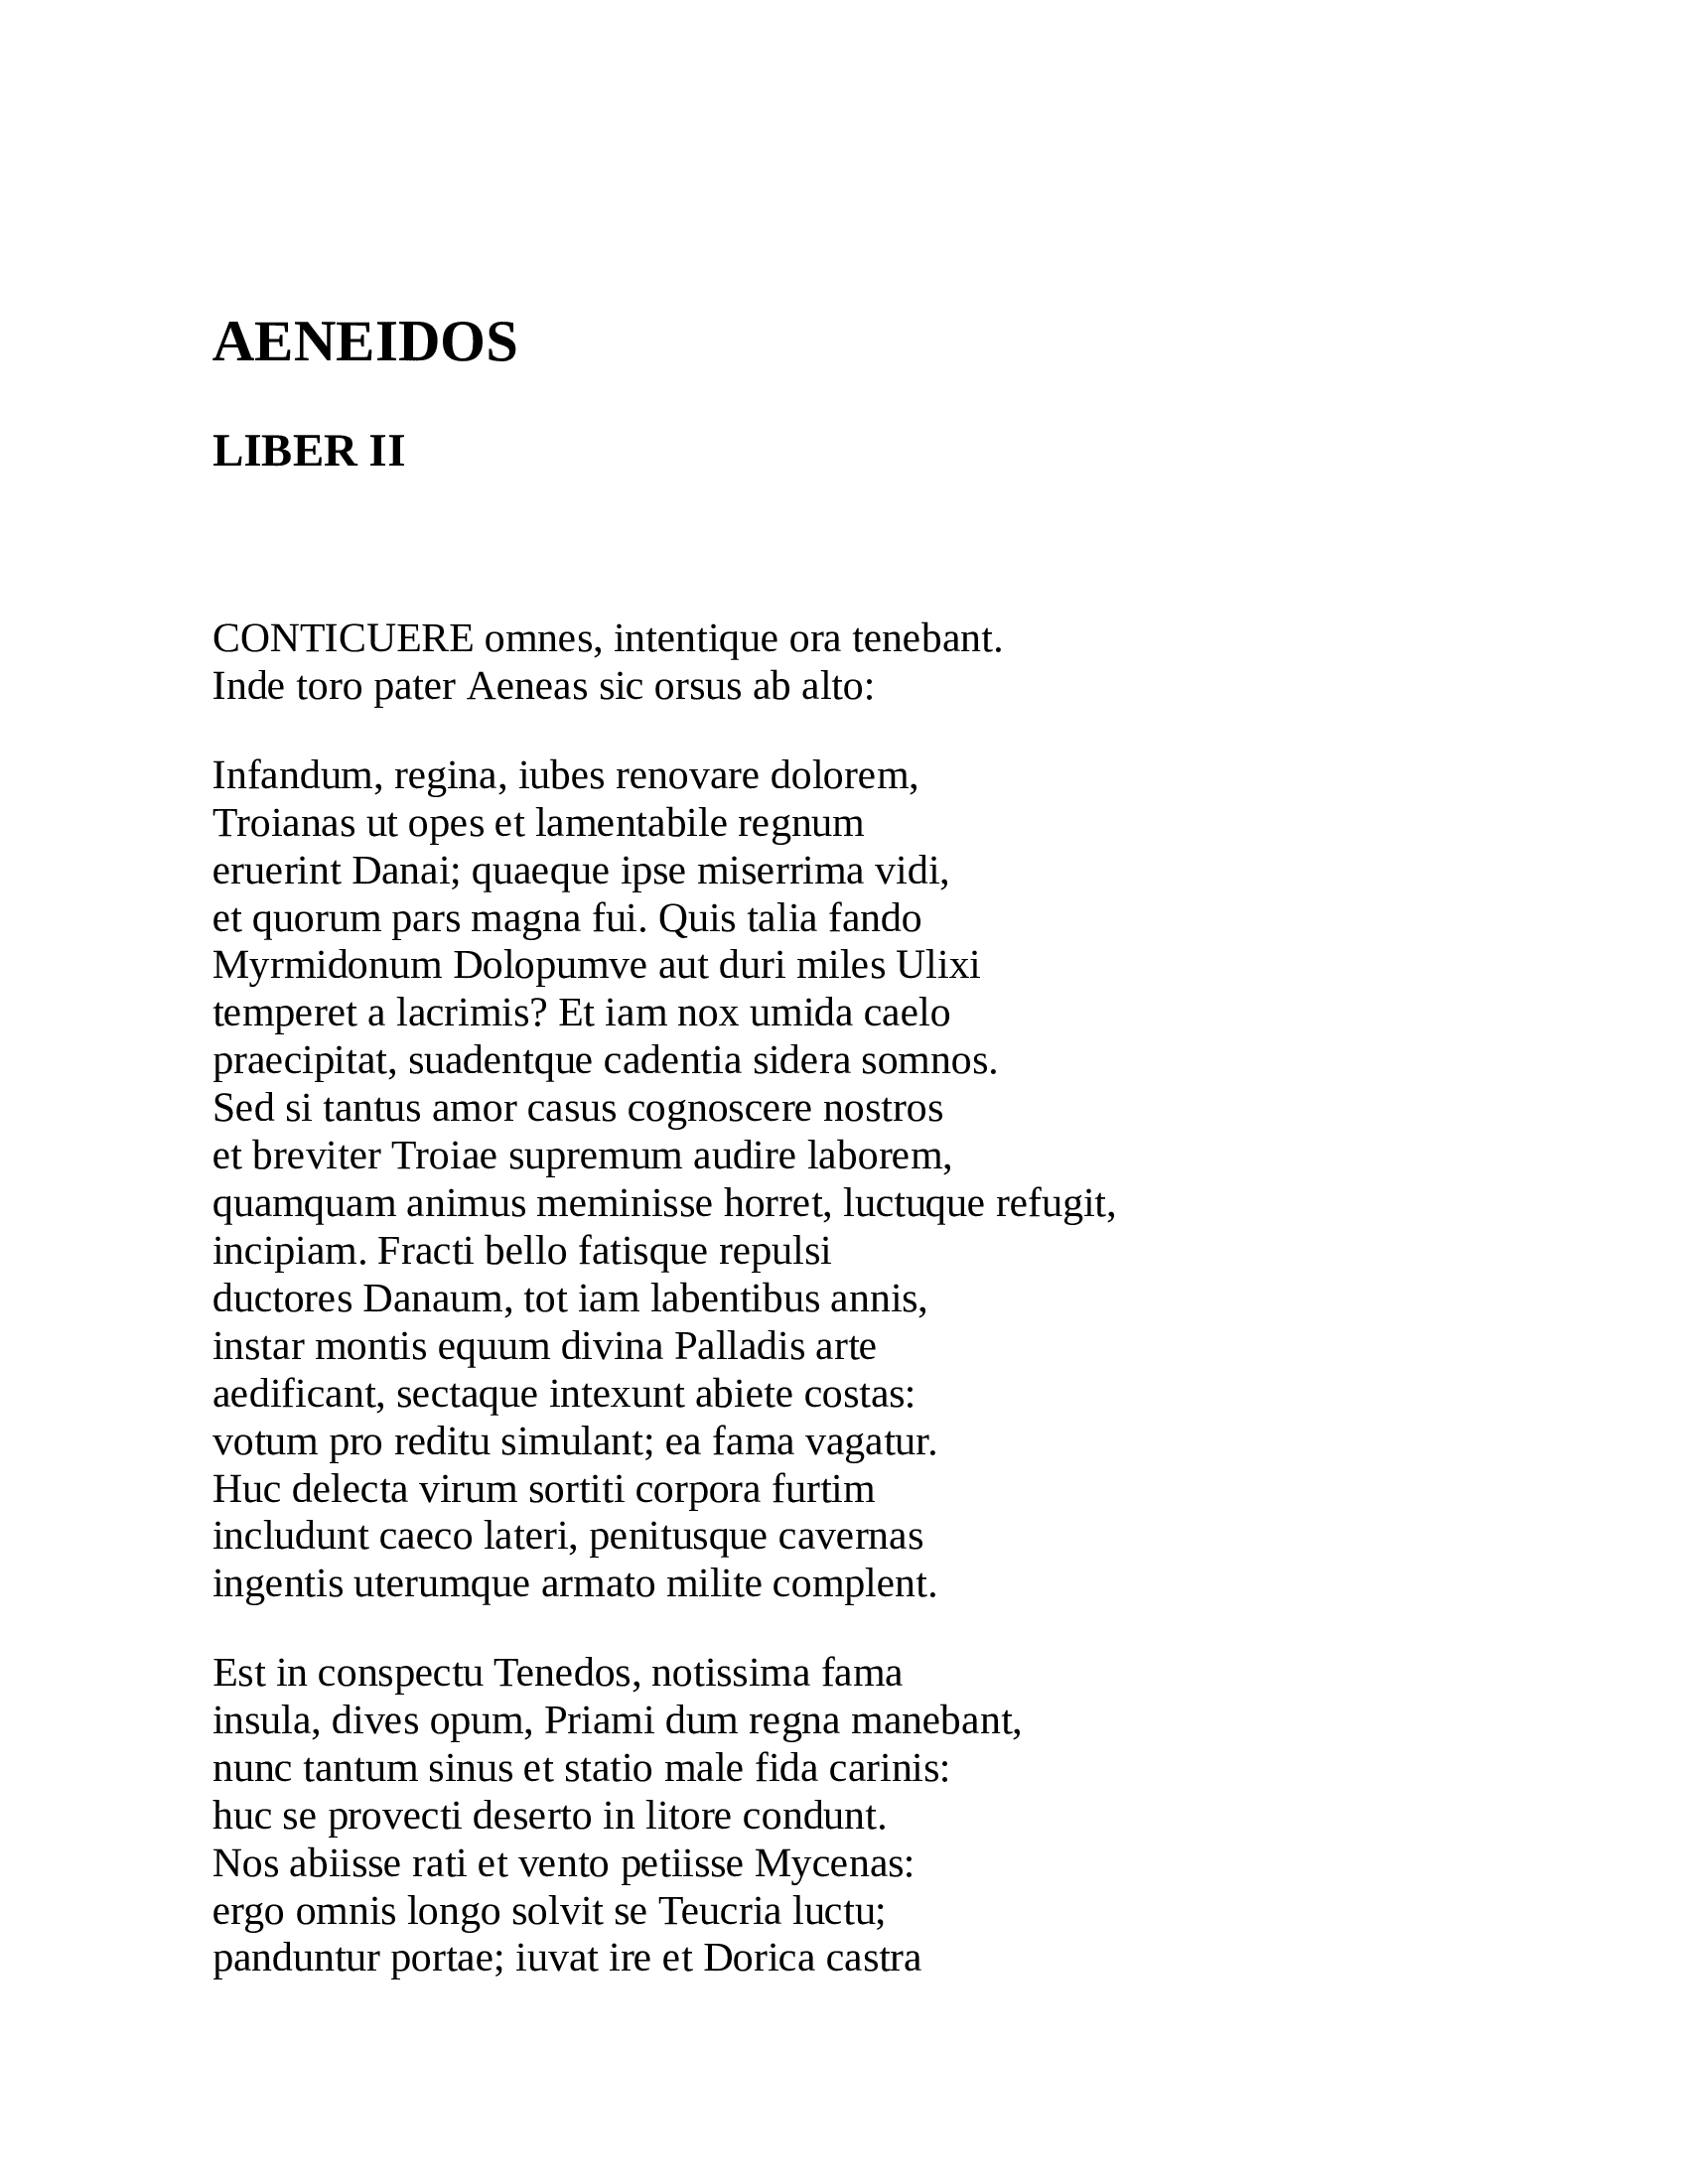 AENEIDOS
LIBER II
CONTICUERE omnes, intentique ora tenebant.
Inde toro pater Aeneas sic orsus ab alto:
Infandum, regina, iubes renovare dolorem,
Troianas ut opes et lamentabile regnum
eruerint Danai; quaeque ipse miserrima vidi,
et quorum pars magna fui. Quis talia fando
Myrmidonum Dolopumve aut duri miles Ulixi
temperet a lacrimis? Et iam nox umida caelo
praecipitat, suadentque cadentia sidera somnos.
Sed si tantus amor casus cognoscere nostros
et breviter Troiae supremum audire laborem,
quamquam animus meminisse horret, luctuque refugit,
incipiam. Fracti bello fatisque repulsi
ductores Danaum, tot iam labentibus annis,
instar montis equum divina Palladis arte
aedificant, sectaque intexunt abiete costas:
votum pro reditu simulant; ea fama vagatur.
Huc delecta virum sortiti corpora furtim
includunt caeco lateri, penitusque cavernas
ingentis uterumque armato milite complent.
Est in conspectu Tenedos, notissima fama
insula, dives opum, Priami dum regna manebant,
nunc tantum sinus et statio male fida carinis:
huc se provecti deserto in litore condunt.
Nos abiisse rati et vento petiisse Mycenas:
ergo omnis longo solvit se Teucria luctu;
panduntur portae; iuvat ire et Dorica castra